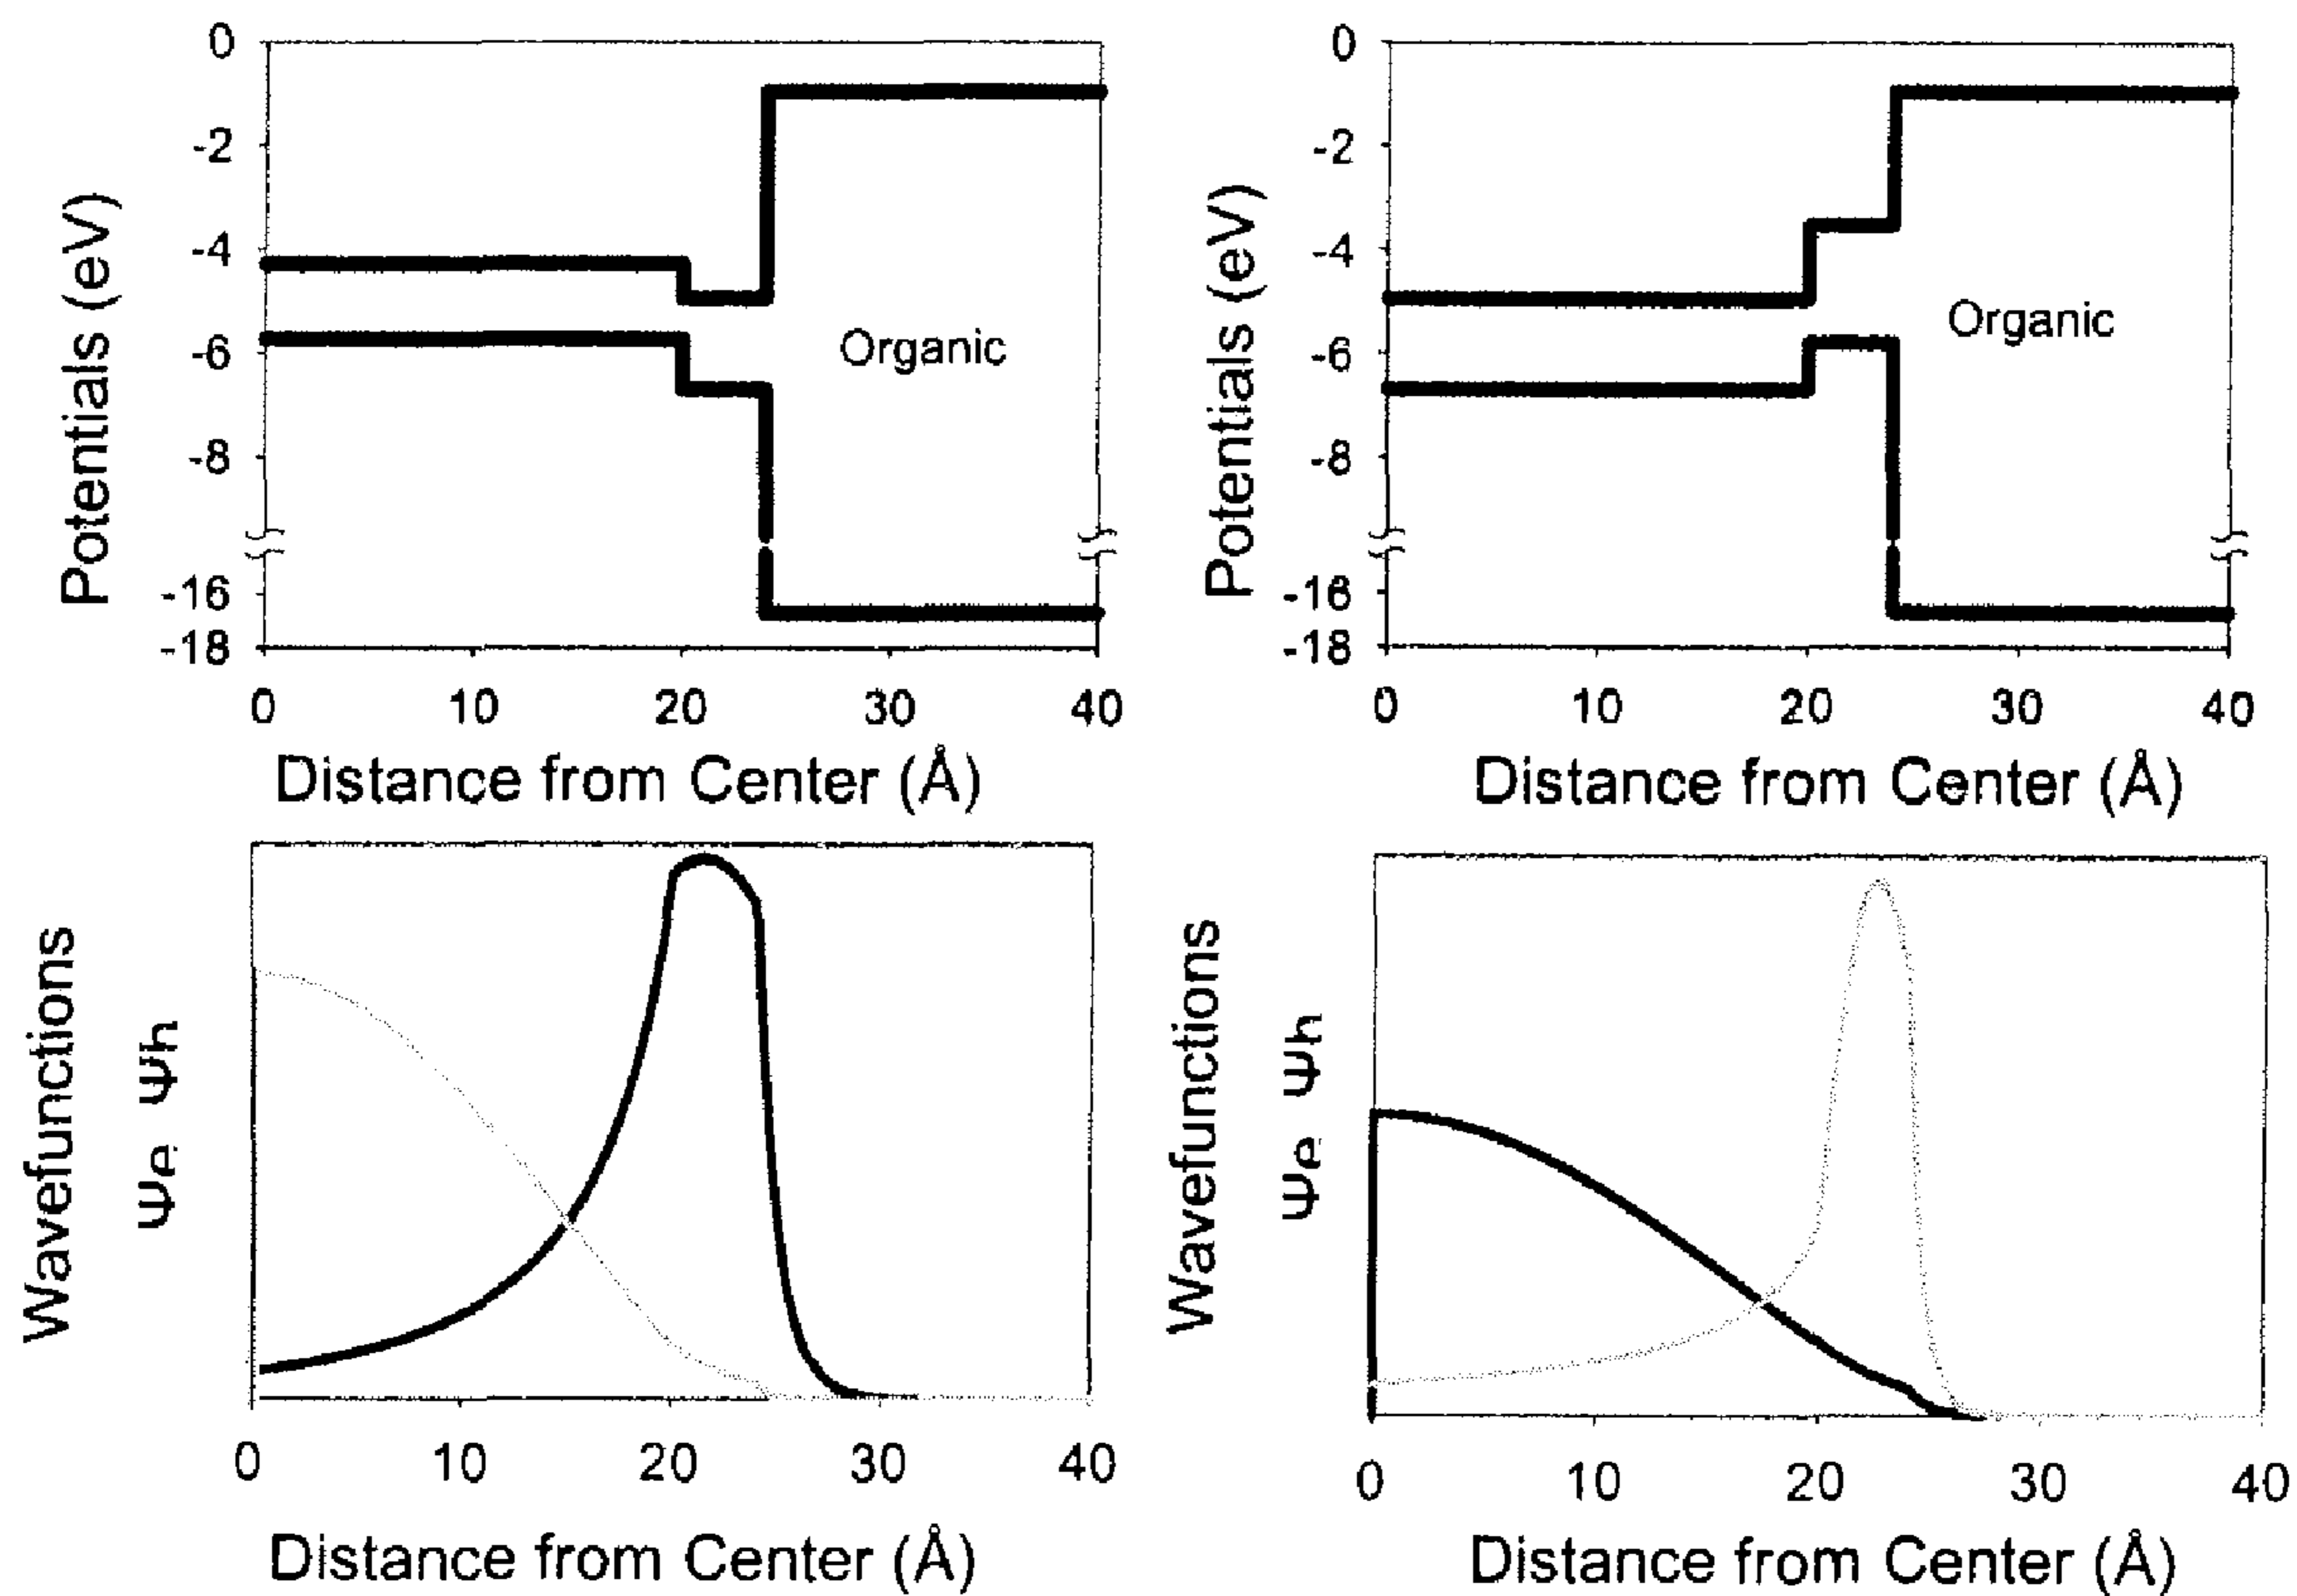 0
-2
-4
-6
-8
-16
-18
Potentials (eV)
Organic
0 10 20 30 40
Distance from Center (Å)
0
-2
-4
-6
-8
-16
-18
Potentials (eV)
Organic
0 10 20 30 40
Distance from Center (Å)
Wavefunctions
Ψe Ψh
0 10 20 30 40
Distance from Center (Å)
Wavefunctions
Ψe Ψh
0 10 20 30 40
Distance from Center (Å)